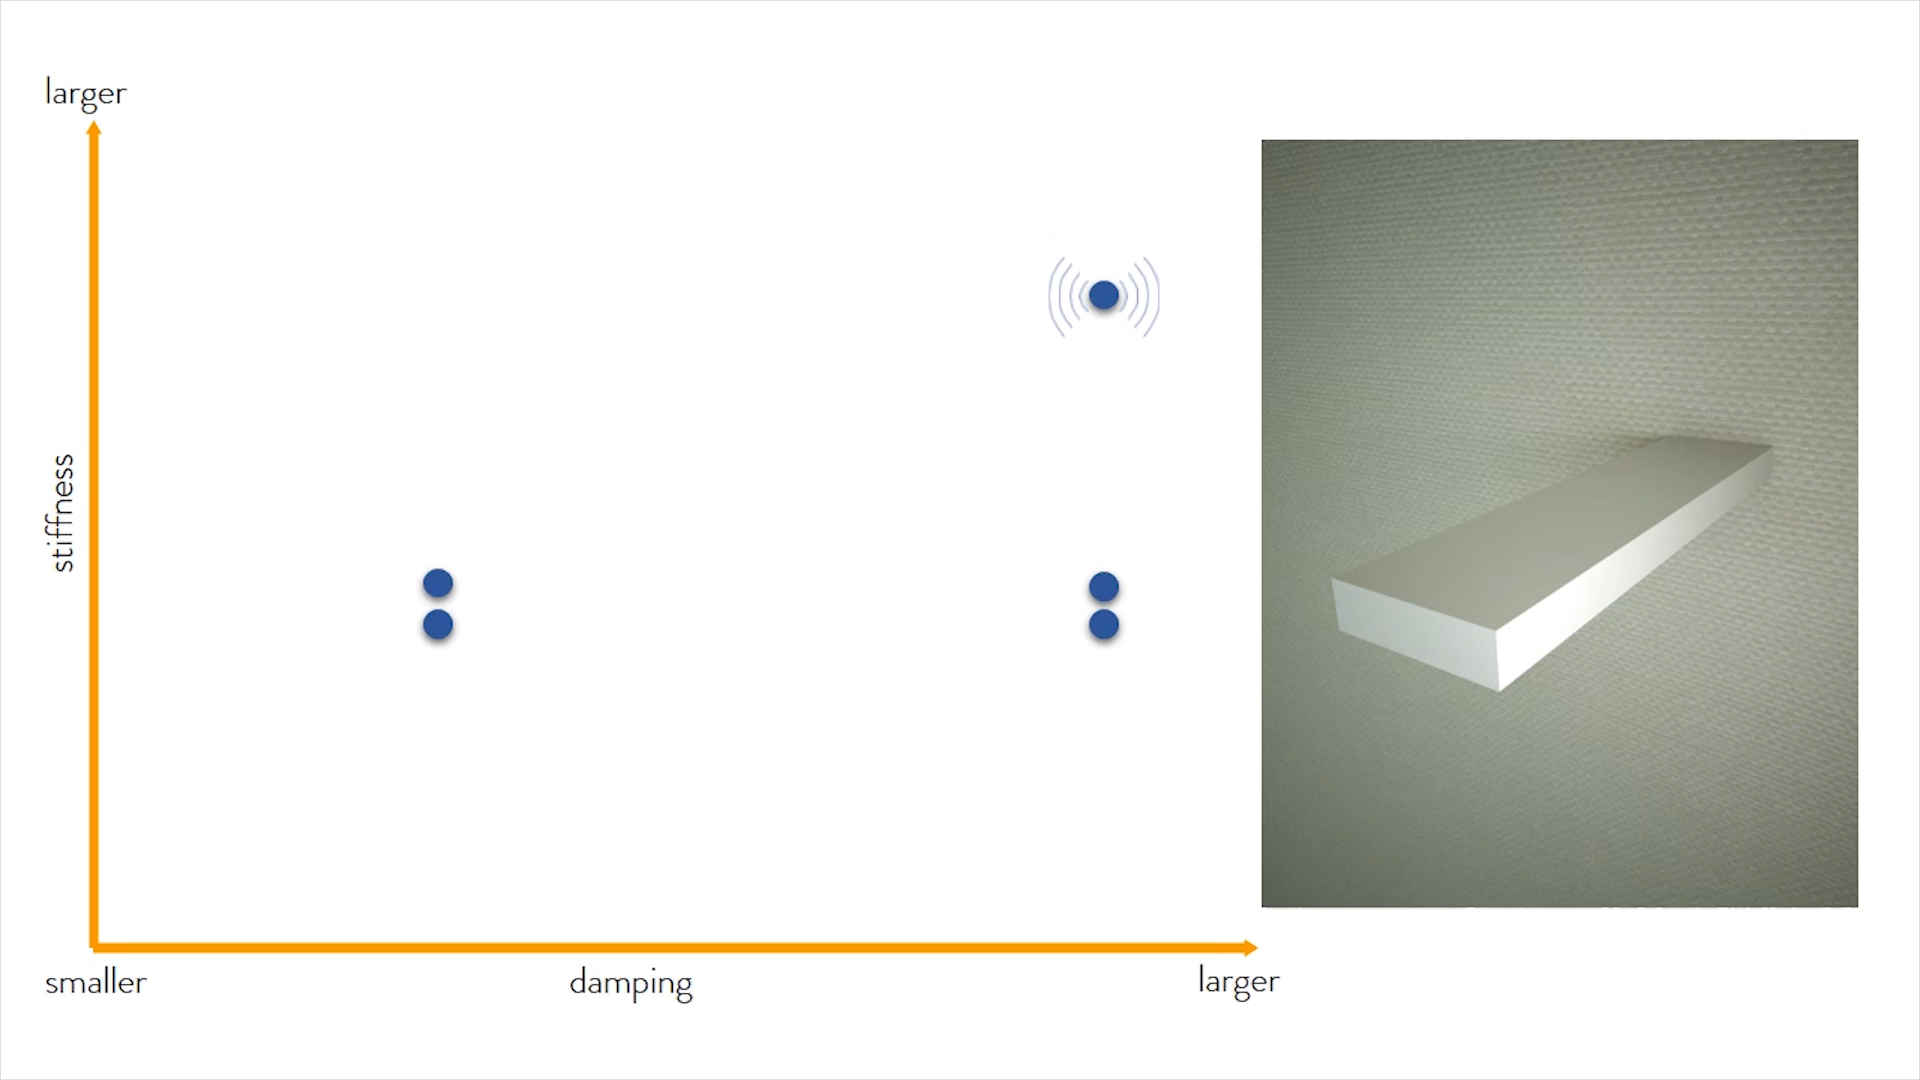 larger
stiffness
smaller
damping
larger